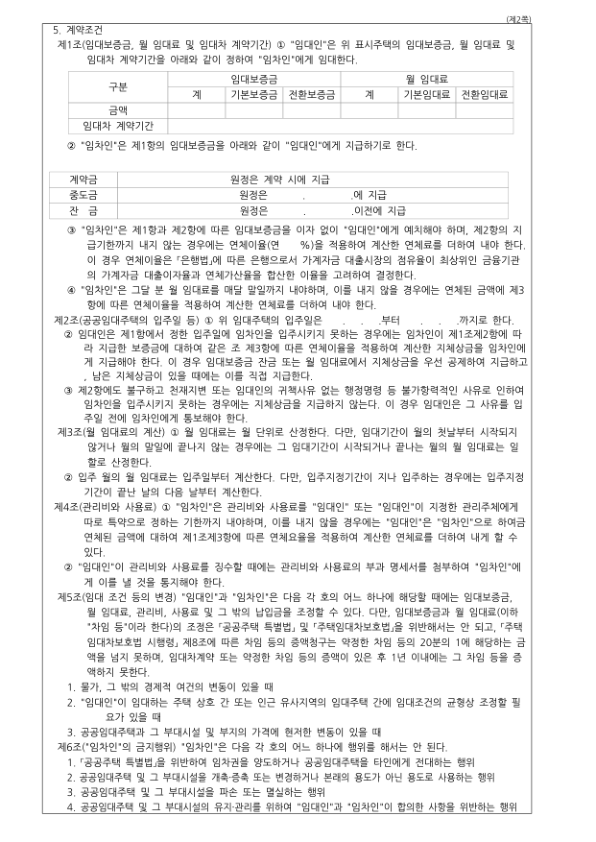 (제2쪽)
5. 계약조건
제1조(임대보증금, 월 임대료 및 임대차 계약기간) ① "임대인"은 위 표시주택의 임대보증금, 월 임대료 및
임대차 계약기간을 아래와 같이 정하여 "임차인"에게 임대한다.
구분 임대보증금 월 임대료
계 기본보증금 전환보증금 계 기본임대료 전환임대료
금액
임대차 계약기간
② "임차인"은 제1항의 임대보증금을 아래와 같이 "임대인"에게 지급하기로 한다.
계약금 원정은 계약 시에 지급
중도금 원정은 . .에 지급
잔 금 원정은 . .이전에 지급
③ "임차인"은 제1항과 제2항에 따른 임대보증금을 이자 없이 "임대인"에게 예치해야 하며, 제2항의 지
급기한까지 내지 않는 경우에는 연체이율(연 %)을 적용하여 계산한 연체료를 더하여 내야 한다.
이 경우 연체이율은 「은행법」에 따른 은행으로서 가계자금 대출시장의 점유율이 최상위인 금융기관
의 가계자금 대출이자율과 연체가산율을 합산한 이율을 고려하여 결정한다.
④ "임차인"은 그달 분 월 임대료를 매달 말일까지 내야하며, 이를 내지 않을 경우에는 연체된 금액에 제3
항에 따른 연체이율을 적용하여 계산한 연체료를 더하여 내야 한다.
제2조(공공임대주택의 입주일 등) ① 위 임대주택의 입주일은 . . .부터 . . .까지로 한다.
② 임대인은 제1항에서 정한 입주일에 임차인을 입주시키지 못하는 경우에는 임차인이 제1조제2항에 따
라 지급한 보증금에 대하여 같은 조 제3항에 따른 연체이율을 적용하여 계산한 지체상금을 임차인에
게 지급해야 한다. 이 경우 임대보증금 잔금 또는 월 임대료에서 지체상금을 우선 공제하여 지급하고
, 남은 지체상금이 있을 때에는 이를 직접 지급한다.
③ 제2항에도 불구하고 천재지변 또는 임대인의 귀책사유 없는 행정명령 등 불가항력적인 사유로 인하여
임차인을 입주시키지 못하는 경우에는 지체상금을 지급하지 않는다. 이 경우 임대인은 그 사유를 입
주일 전에 임차인에게 통보해야 한다.
제3조(월 임대료의 계산) ① 월 임대료는 월 단위로 산정한다. 다만, 임대기간이 월의 첫날부터 시작되지
않거나 월의 말일에 끝나지 않는 경우에는 그 임대기간이 시작되거나 끝나는 월의 월 임대료는 일
할로 산정한다.
② 입주 월의 월 임대료는 입주일부터 계산한다. 다만, 입주지정기간이 지나 입주하는 경우에는 입주지정
기간이 끝난 날의 다음 날부터 계산한다.
제4조(관리비와 사용료) ① "임차인"은 관리비와 사용료를 "임대인" 또는 "임대인"이 지정한 관리주체에게
따로 특약으로 정하는 기한까지 내야하며, 이를 내지 않을 경우에는 "임대인"은 "임차인"으로 하여금
연체된 금액에 대하여 제1조제3항에 따른 연체요율을 적용하여 계산한 연체료를 더하여 내게 할 수
있다.
② "임대인"이 관리비와 사용료를 징수할 때에는 관리비와 사용료의 부과 명세서를 첨부하여 "임차인"에
게 이를 낼 것을 통지해야 한다.
제5조(임대 조건 등의 변경) "임대인"과 "임차인"은 다음 각 호의 어느 하나에 해당할 때에는 임대보증금,
월 임대료, 관리비, 사용료 및 그 밖의 납입금을 조정할 수 있다. 다만, 임대보증금과 월 임대료(이하
"차임 등"이라 한다)의 조정은 「공공주택 특별법」 및 「주택임대차보호법」을 위반해서는 안 되고, 「주택
임대차보호법 시행령」 제8조에 따른 차임 등의 증액청구는 약정한 차임 등의 20분의 1에 해당하는 금
액을 넘지 못하며, 임대차계약 또는 약정한 차임 등의 증액이 있은 후 1년 이내에는 그 차임 등을 증
액하지 못한다.
1. 물가, 그 밖의 경제적 여건의 변동이 있을 때
2. "임대인"이 임대하는 주택 상호 간 또는 인근 유사지역의 임대주택 간에 임대조건의 균형상 조정할 필
요가 있을 때
3. 공공임대주택과 그 부대시설 및 부지의 가격에 현저한 변동이 있을 때
제6조("임차인"의 금지행위) "임차인"은 다음 각 호의 어느 하나에 행위를 해서는 안 된다.
1. 「공공주택 특별법」을 위반하여 임차권을 양도하거나 공공임대주택을 타인에게 전대하는 행위
2. 공공임대주택 및 그 부대시설을 개축·증축 또는 변경하거나 본래의 용도가 아닌 용도로 사용하는 행위
3. 공공임대주택 및 그 부대시설을 파손 또는 멸실하는 행위
4. 공공임대주택 및 그 부대시설의 유지·관리를 위하여 "임대인"과 "임차인"이 합의한 사항을 위반하는 행위